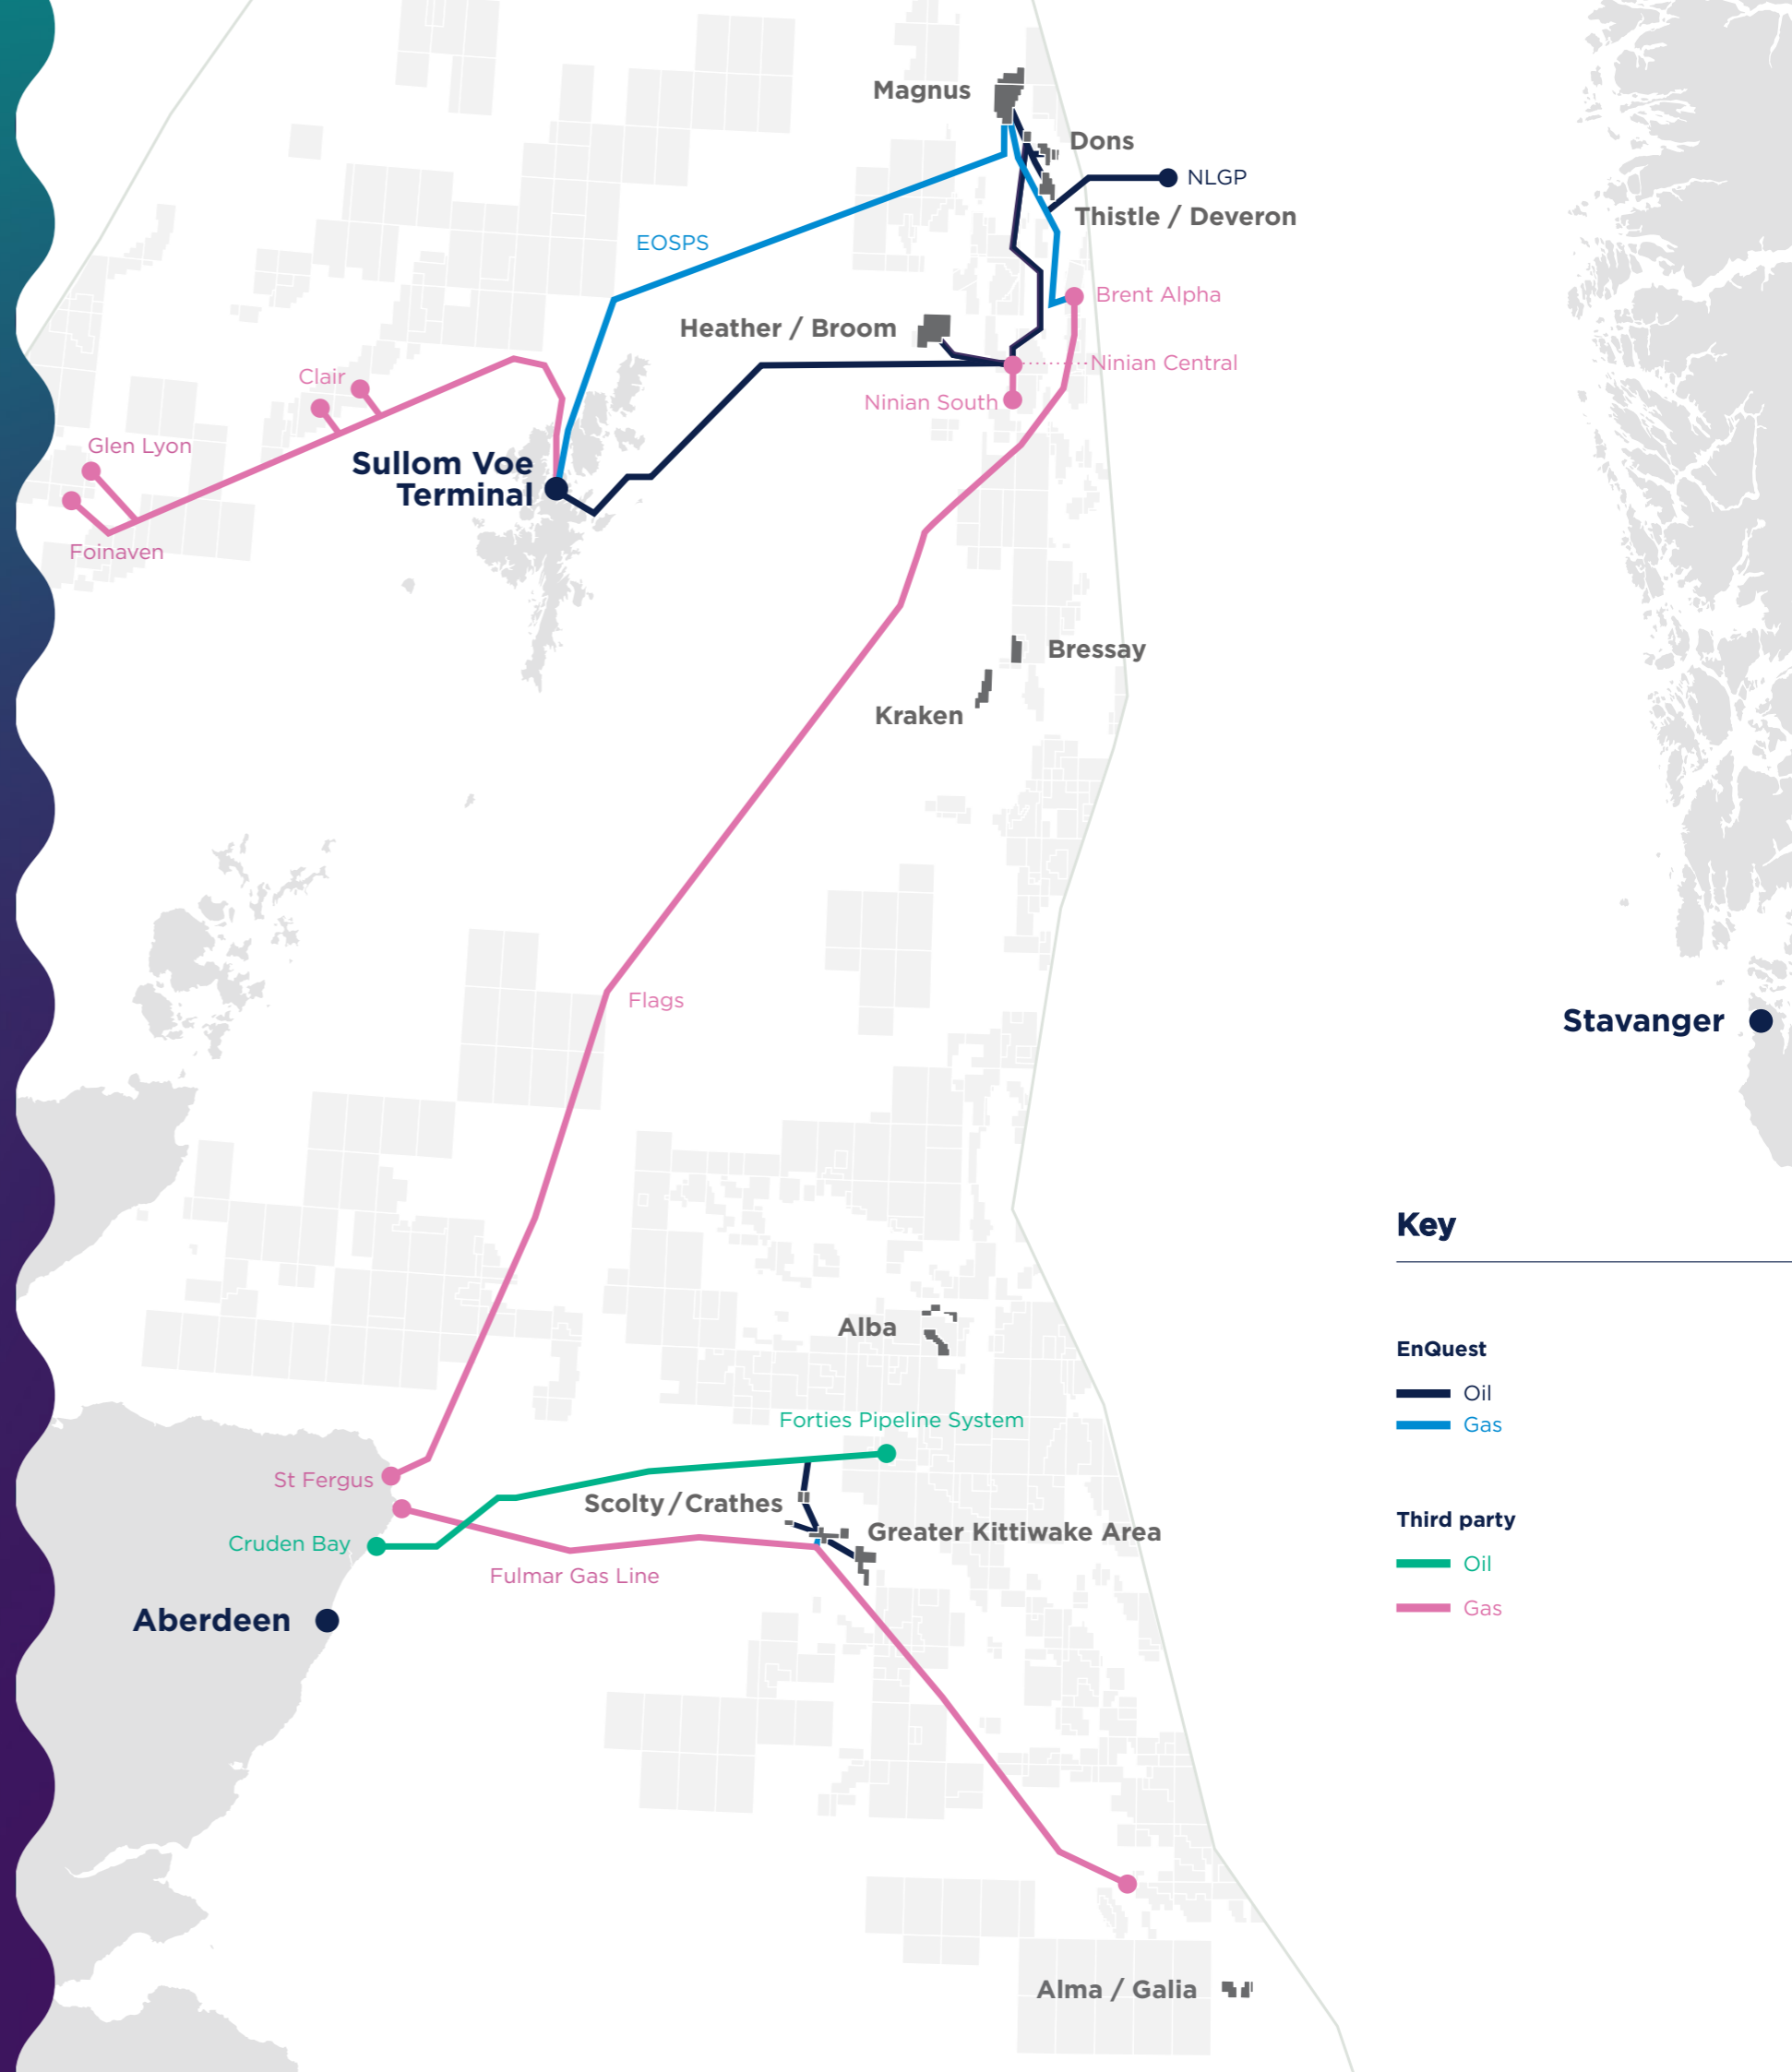 Magnus
Dons
NLGP
Thistle / Deveron
EOSPS
Brent Alpha
Heather / Broom
Ninian Central
Clair
Ninian South
Glen Lyon
Sullom Voe
Terminal
Foinaven
Bressay
Kraken
Flags
Stavanger
Key
Alba
EnQuest
Oil
Gas
Forties Pipeline System
St Fergus
Scolty / Crathes
Greater Kittiwake Area
Cruden Bay
Fulmar Gas Line
Third party
Oil
Gas
Aberdeen
Alma / Galia